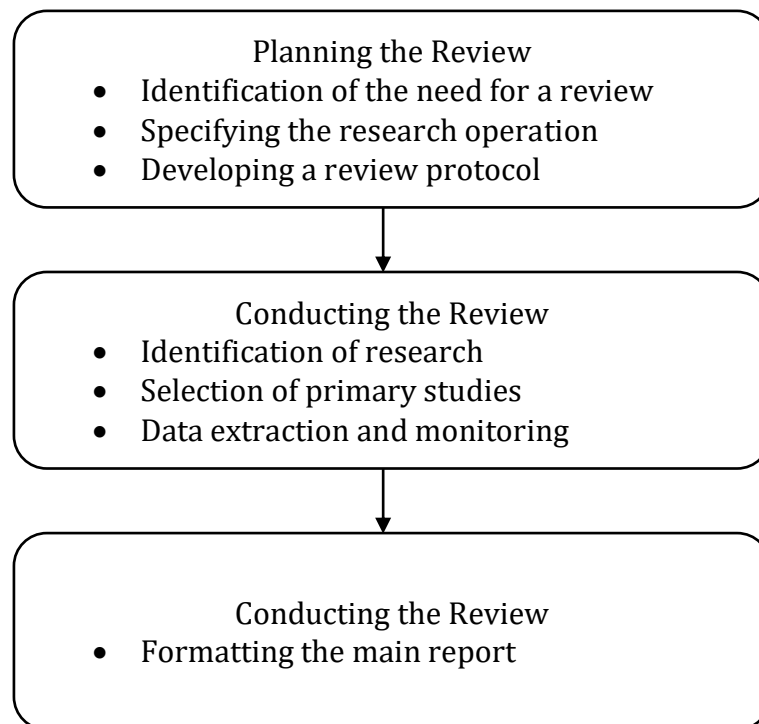 Planning the Review
• Identification of the need for a review
• Specifying the research operation
• Developing a review protocol
Conducting the Review
• Identification of research
• Selection of primary studies
• Data extraction and monitoring
Conducting the Review
• Formatting the main report